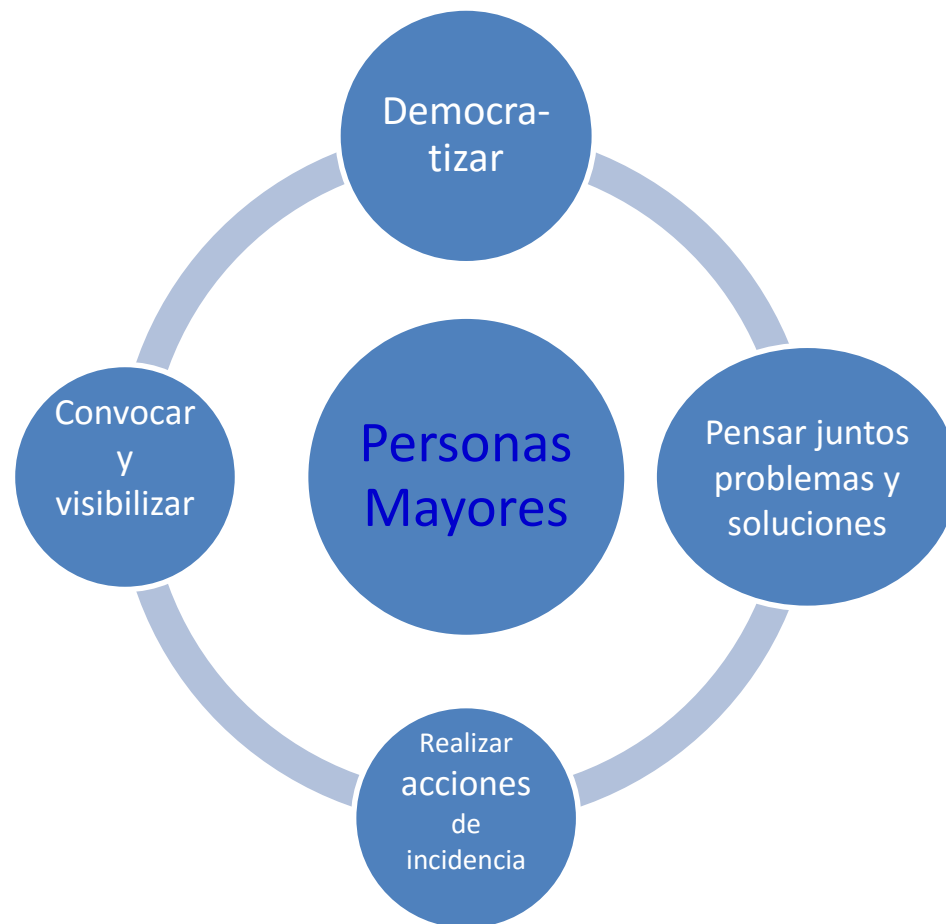 Democra-
tizar
Convocar
y
visibilizar
Personas
Mayores
Pensar juntos
problemas y
soluciones
Realizar
acciones
de
incidencia